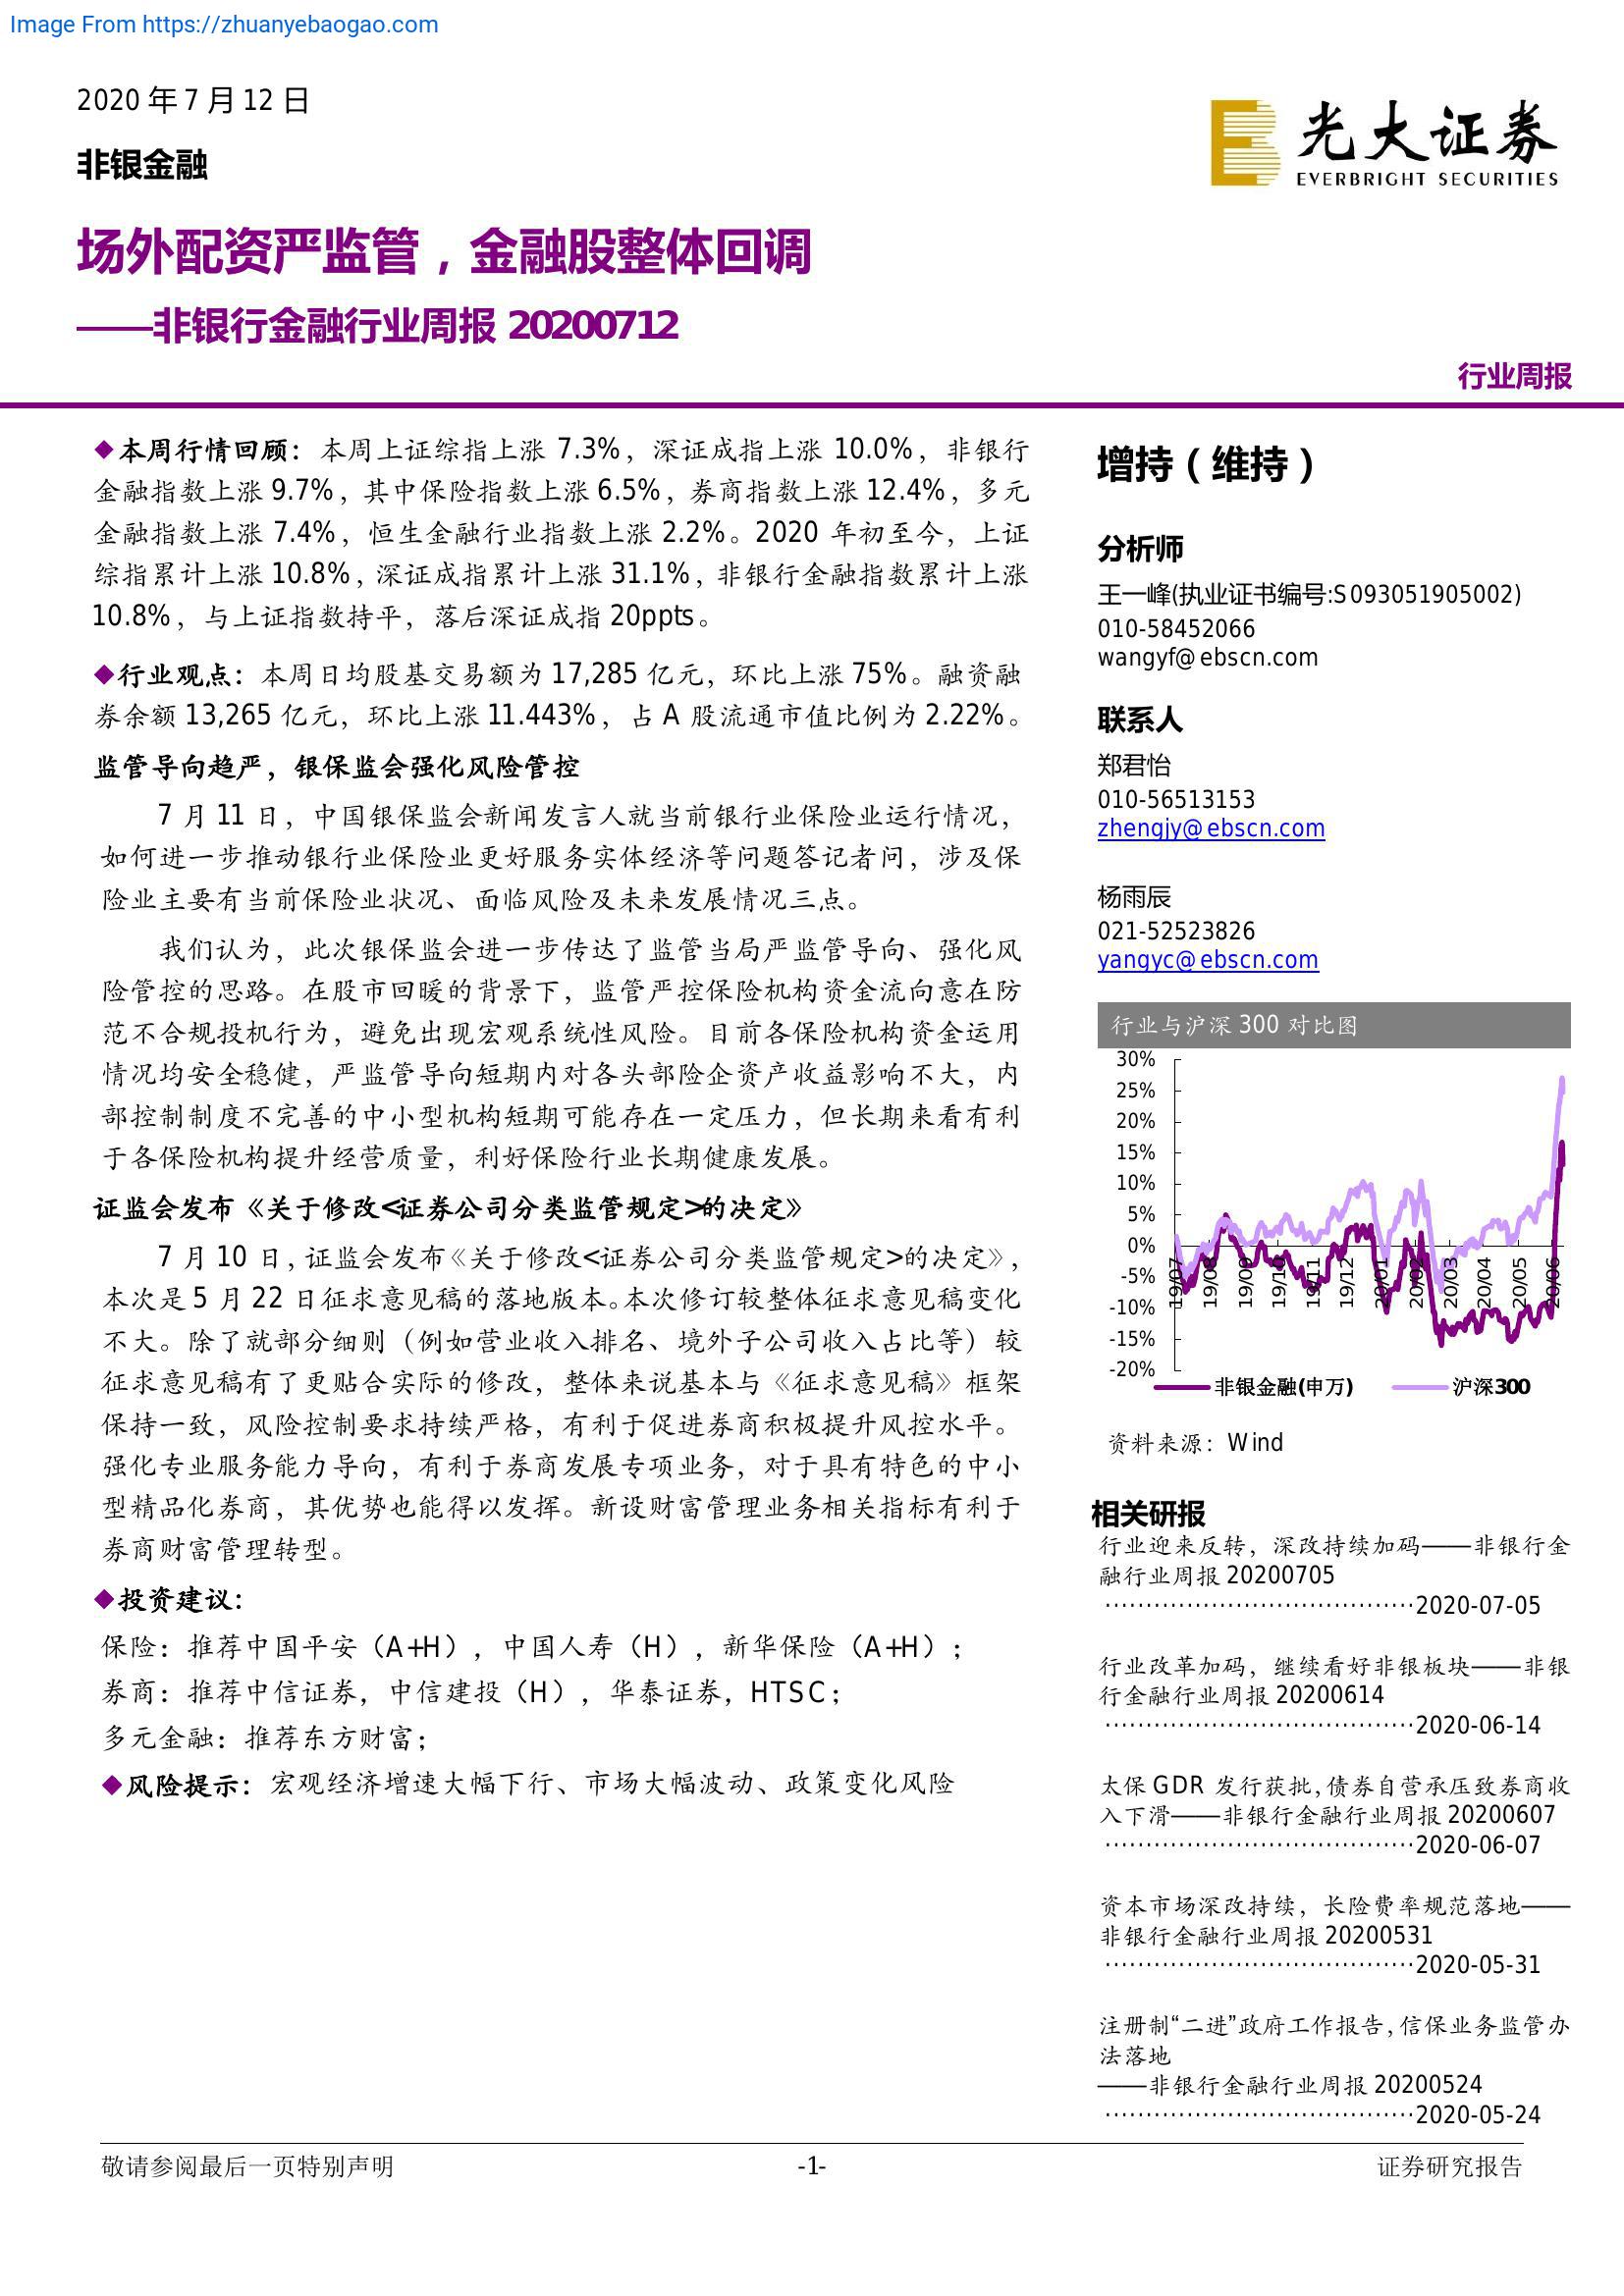 Image From https://zhuanyebaogao.com
2020 年 7 月 12 日
非银金融
光大证券
EVERBRIGHT SECURITIES
场外配资严监管，金融股整体回调
——非银行金融行业周报 20200712
行业周报
◆本周行情回顾：本周上证综指上涨 7.3%，深证成指上涨 10.0%，非银行
金融指数上涨 9.7%，其中保险指数上涨 6.5%，券商指数上涨 12.4%，多元
金融指数上涨 7.4%，恒生金融行业指数上涨 2.2%。2020 年初至今，上证
综指累计上涨 10.8%，深证成指累计上涨 31.1%，非银行金融指数累计上涨
10.8%，与上证指数持平，落后深证成指 20ppts。
◆行业观点：本周日均股基交易额为 17,285 亿元，环比上涨 75%。融资融
券余额 13,265 亿元，环比上涨 11.443%，占 A 股流通市值比例为 2.22%。
监管导向趋严，银保监会强化风险管控
7 月 11 日，中国银保监会新闻发言人就当前银行业保险业运行情况，
如何进一步推动银行业保险业更好服务实体经济等问题答记者问，涉及保
险业主要有当前保险业状况、面临风险及未来发展情况三点。
我们认为，此次银保监会进一步传达了监管当局严监管导向、强化风
险管控的思路。在股市回暖的背景下，监管严控保险机构资金流向意在防
范不合规投机行为，避免出现宏观系统性风险。目前各保险机构资金运用
情况均安全稳健，严监管导向短期内对各头部险企资产收益影响不大，内
部控制制度不完善的中小型机构短期可能存在一定压力，但长期来看有利
于各保险机构提升经营质量，利好保险行业长期健康发展。
证监会发布《关于修改<证券公司分类监管规定>的决定》
7 月 10 日，证监会发布《关于修改<证券公司分类监管规定>的决定》，
本次是 5 月 22 日征求意见稿的落地版本。本次修订较整体征求意见稿变化
不大。除了就部分细则（例如营业收入排名、境外子公司收入占比等）较
征求意见稿有了更贴合实际的修改，整体来说基本与《征求意见稿》框架
保持一致，风险控制要求持续严格，有利于促进券商积极提升风控水平。
强化专业服务能力导向，有利于券商发展专项业务，对于具有特色的中小
型精品化券商，其优势也能得以发挥。新设财富管理业务相关指标有利于
券商财富管理转型。
◆投资建议：
保险：推荐中国平安（A+H），中国人寿（H），新华保险（A+H）；
券商：推荐中信证券，中信建投（H），华泰证券，HTSC；
多元金融：推荐东方财富；
◆风险提示：宏观经济增速大幅下行、市场大幅波动、政策变化风险
增持（维持）
分析师
王一峰(执业证书编号:S093051905002)
010-58452066
wangyf@ebscn.com
联系人
郑君怡
010-56513153
zhengjy@ebscn.com
杨雨辰
021-52523826
yangyc@ebscn.com
行业与沪深 300 对比图
30%
25%
20%
15%
10%
5%
0%
-5%
-10%
-15%
-20%
19/07 19/08 19/09 19/10 19/11 19/12 20/01 20/02 20/03 20/04 20/05 20/06
非银金融(申万) 沪深300
资料来源：Wind
相关研报
行业迎来反转，深改持续加码——非银行金
融行业周报 20200705
······································2020-07-05
行业改革加码，继续看好非银板块——非银
行金融行业周报 20200614
······································2020-06-14
太保 GDR 发行获批，债券自营承压致券商收
入下滑——非银行金融行业周报 20200607
······································2020-06-07
资本市场深改持续，长险费率规范落地——
非银行金融行业周报 20200531
······································2020-05-31
注册制“二进”政府工作报告，信保业务监管办
法落地
——非银行金融行业周报 20200524
······································2020-05-24
敬请参阅最后一页特别声明 -1- 证券研究报告